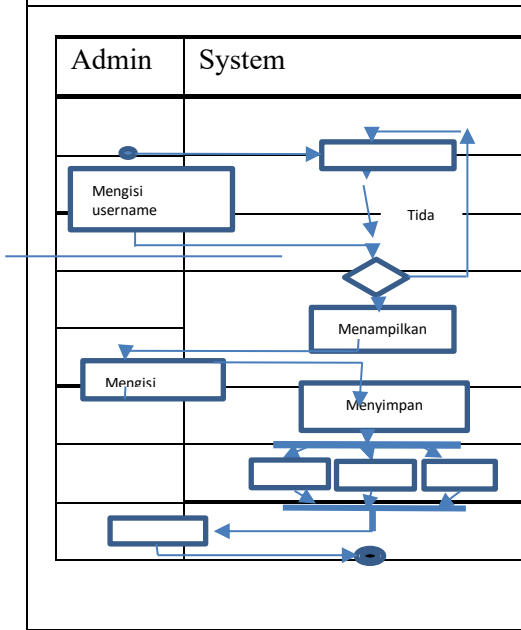 Admin
System
Mengisi
username
Tida
Menampilkan
Mengisi
Menyimpan